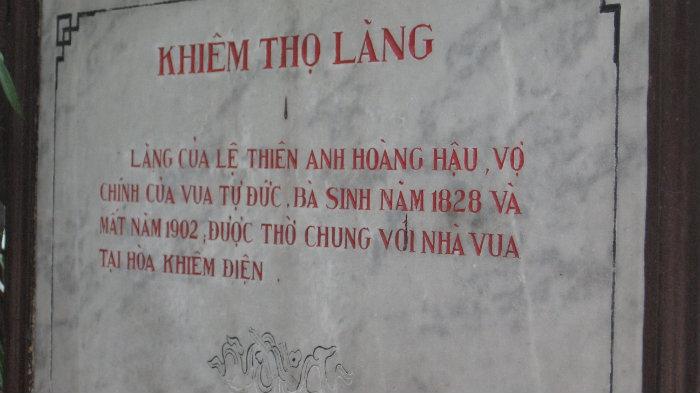 KHIÊM THỌ LĂNG
LĂNG CỦA LỆ THIÊN ANH HOÀNG HẬU, VỢ
CHÍNH CỦA VUA TỰ ĐỨC. BÀ SINH NĂM 1828 VÀ
MẤT NĂM 1902, ĐƯỢC THỜ CHUNG VỚI NHÀ VUA
TẠI HÒA KHIÊM ĐIỆN.